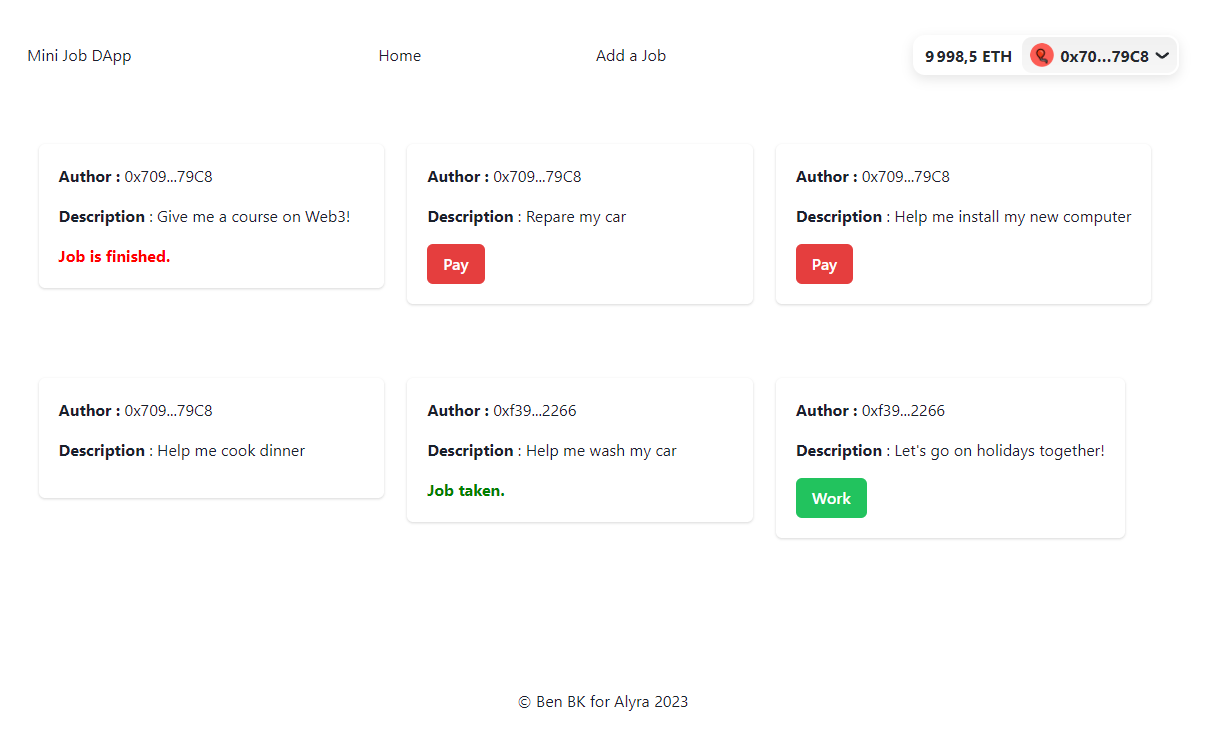 Mini Job DApp
Home
Add a Job
9 998,5 ETH
0x70...79C8
Author : 0x709...79C8
Description : Give me a course on Web3!
Job is finished.
Author : 0x709...79C8
Description : Repare my car
Pay
Author : 0x709...79C8
Description : Help me install my new computer
Pay
Author : 0x709...79C8
Description : Help me cook dinner
Author : 0xf39...2266
Description : Help me wash my car
Job taken.
Author : 0xf39...2266
Description : Let's go on holidays together!
Work
© Ben BK for Alyra 2023